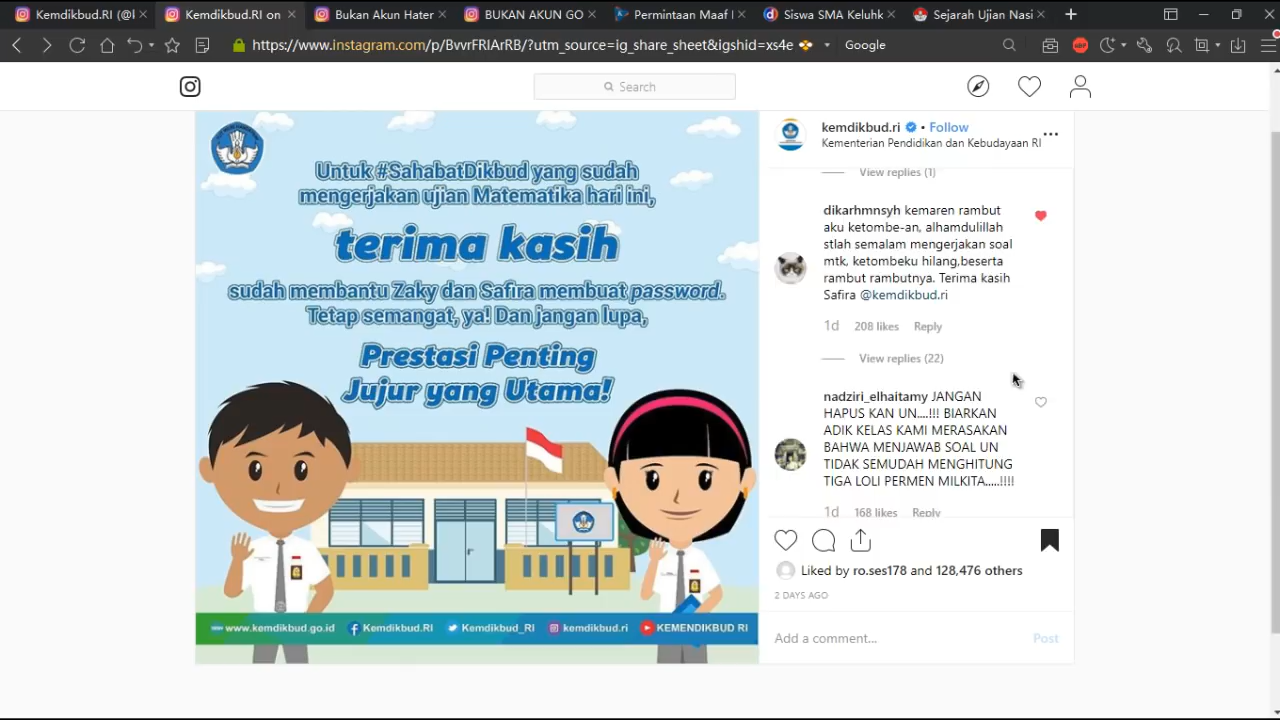 Kemdikbud.RI (@k
Kemdikbud.RI on
Bukan Akun Hater
BUKAN AKUN GO
Permintaan Maaf
Siswa SMA Keluhk
Sejarah Ujian Nasi
https://www.instagram.com/p/BvvrFRIArRB/?utm_source=ig_share_sheet&igshid=xs4e
Google
Search
Untuk #SahabatDikbud yang sudah
mengerjakan ujian Matematika hari ini,
terima kasih
sudah membantu Zaky dan Safira membuat password.
Tetap semangat, ya! Dan jangan lupa,
Prestasi Penting
Jujur yang Utama!
www.kemdikbud.go.id
Kemdikbud.RI
Kemdikbud_RI
kemdikbud.ri
KEMENDIKBUD RI
kemdikbud.ri • Follow
Kementerian Pendidikan dan Kebudayaan RI
View replies (1)
dikarhmnsyh kemaren rambut
aku ketombe-an, alhamdulillah
stlah semalam mengerjakan soal
mtk, ketombeku hilang,beserta
rambut rambutnya. Terima kasih
Safira @kemdikbud.ri
1d 208 likes Reply
View replies (22)
nadziri_elhaitamy JANGAN
HAPUS KAN UN....!!! BIARKAN
ADIK KELAS KAMI MERASAKAN
BAHWA MENJAWAB SOAL UN
TIDAK SEMUDAH MENGHITUNG
TIGA LOLI PERMEN MILKITA.....!!!!
1d 168 likes Reply
Liked by ro.ses178 and 128,476 others
2 DAYS AGO
Add a comment...
Post